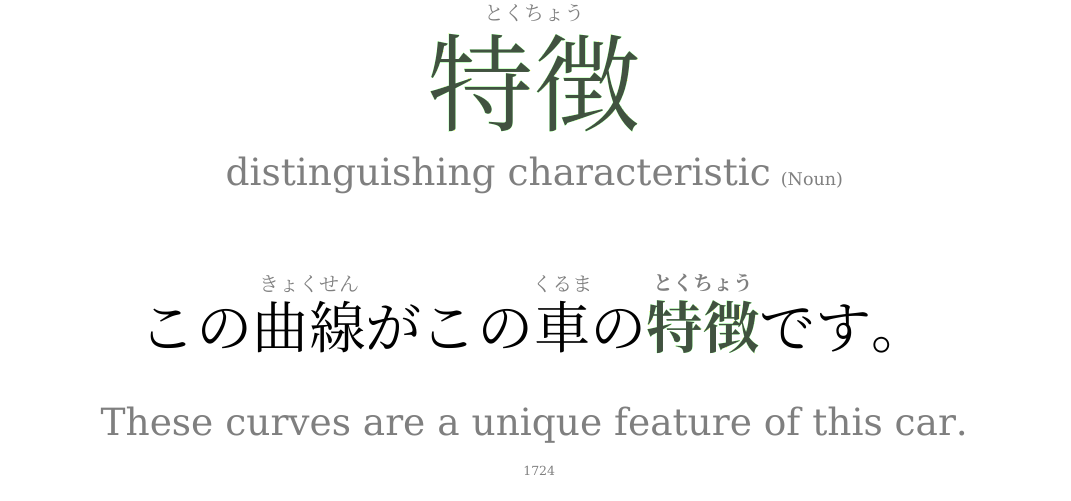 とくちょう
特徴
distinguishing characteristic (Noun)
きょくせん くるま とくちょう
この曲線がこの車の特徴です。
These curves are a unique feature of this car.
1724